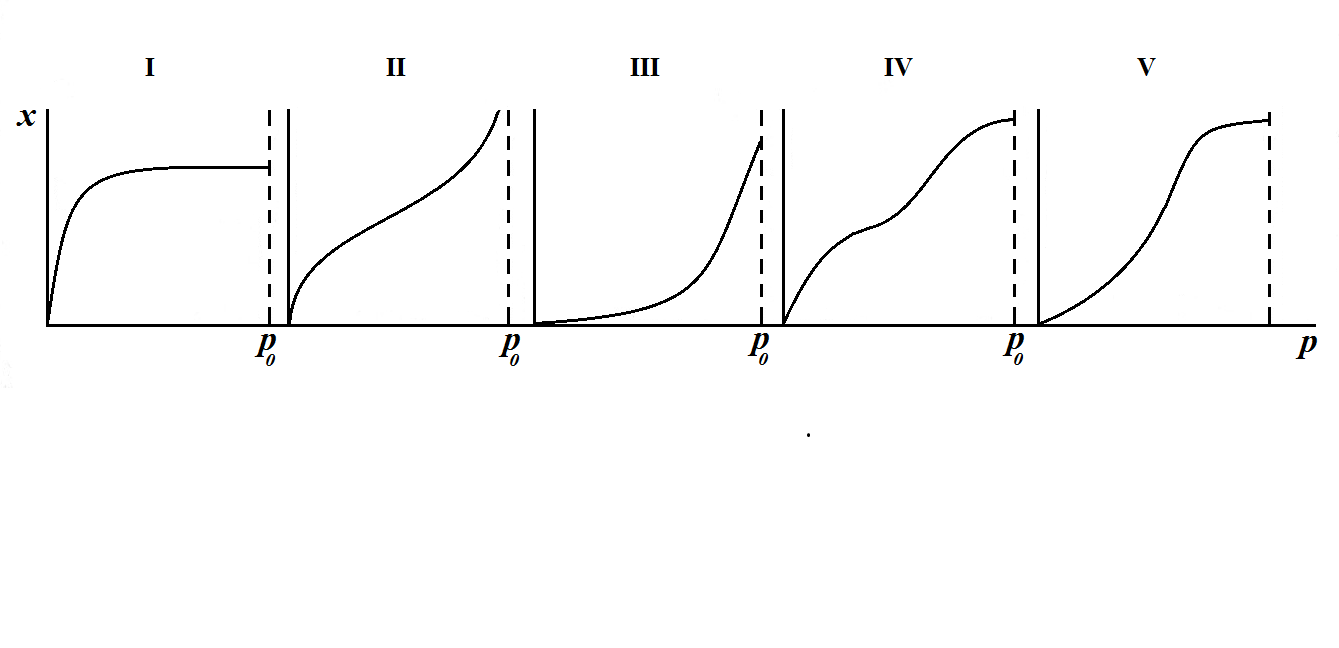 I II III IV V
x
p₀ p₀ p₀ p₀ p